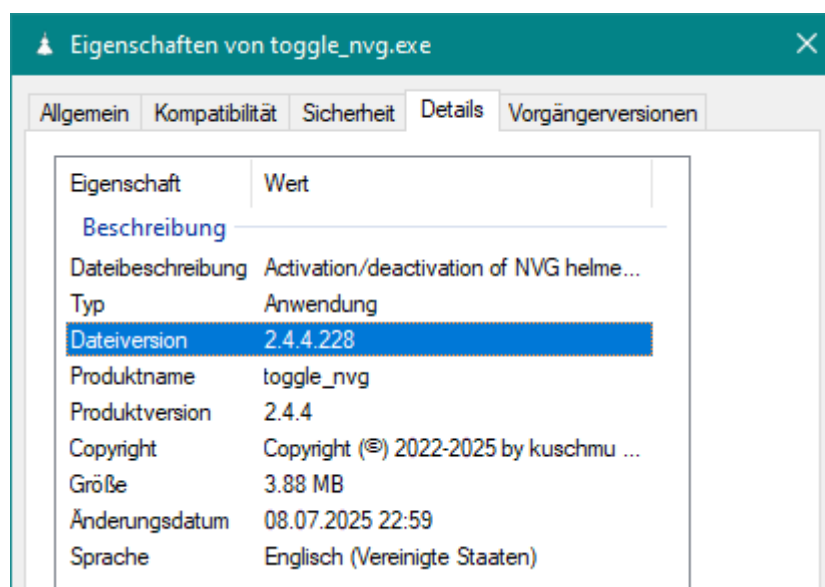 Eigenschaften von toggle_nvg.exe
Allgemein Kompatibilität Sicherheit Details Vorgängerversionen
Eigenschaft Wert
Beschreibung
Dateibeschreibung Activation/deactivation of NVG helme...
Typ Anwendung
Dateiversion 2.4.4.228
Produktname toggle_nvg
Produktversion 2.4.4
Copyright Copyright (©) 2022-2025 by kuschmu ...
Größe 3.88 MB
Änderungsdatum 08.07.2025 22:59
Sprache Englisch (Vereinigte Staaten)